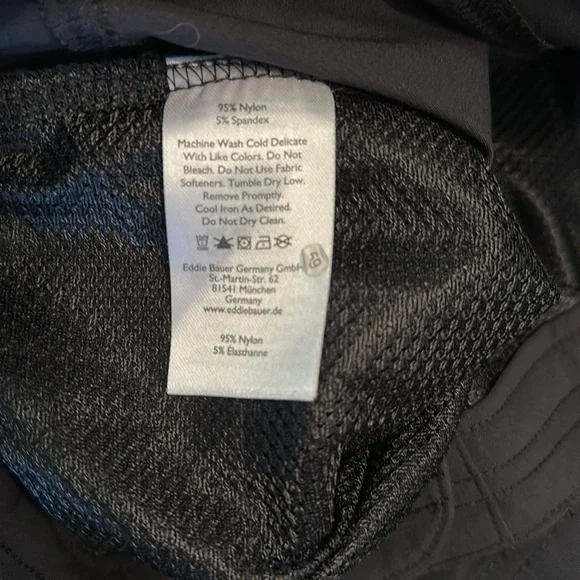 95% Nylon
5% Spandex
Machine Wash Cold Delicate
With Like Colors. Do Not
Bleach. Do Not Use Fabric
Softeners. Tumble Dry Low.
Remove Promptly.
Cool Iron As Desired.
Do Not Dry Clean.
Eddie Bauer Germany GmbH
59
St.-Martin-Str. 62
81541 München
Germany
www.eddiebauer.de
95% Nylon
5% Élasthanne